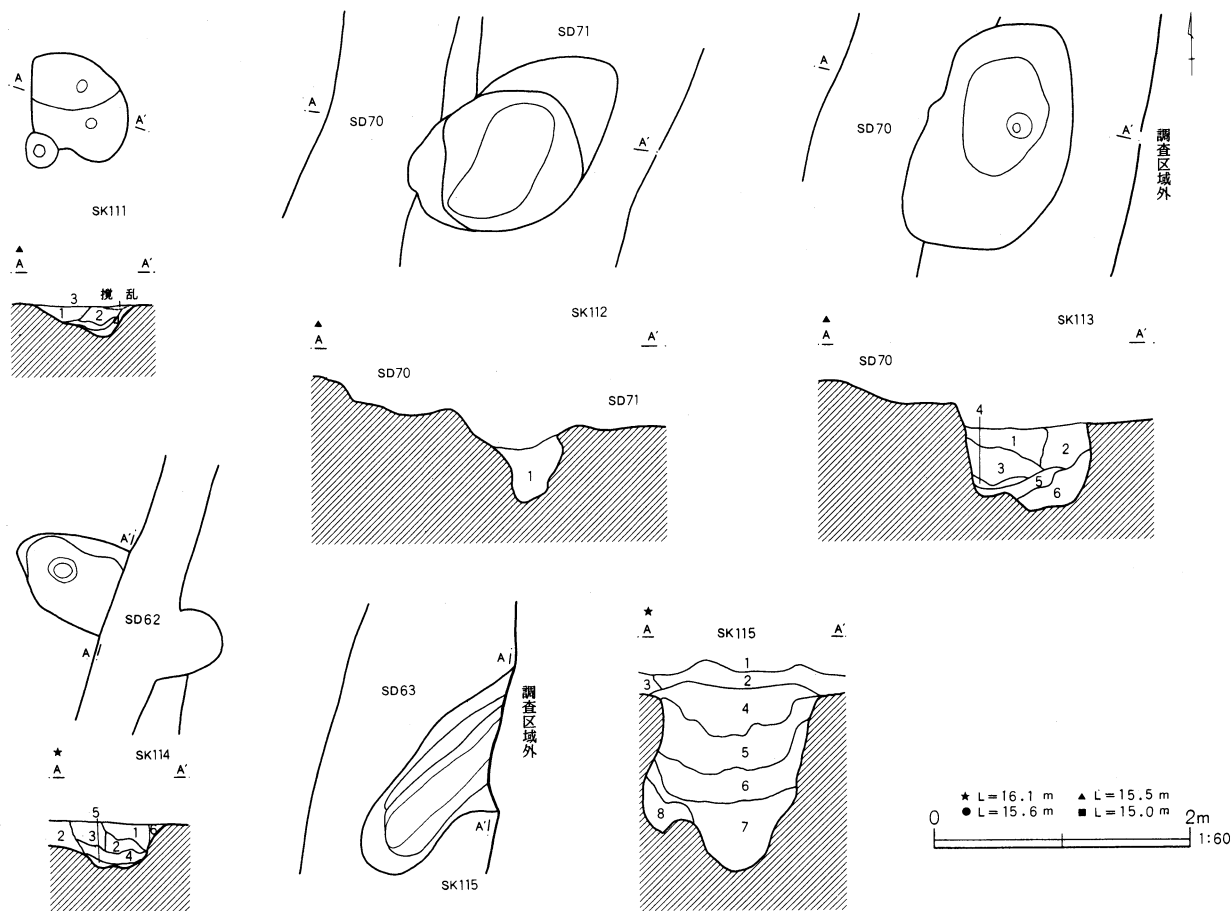 A
A'
SK111
▲
A
A'
3
攪乱
1
2
4
SD71
A
SD70
A'
SK112
▲
A
A'
SD70
SD71
1
A
SD70
A'
調査区域外
SK113
▲
A
A'
SD70
4
1
2
3
5
6
A'
SD62
A
SK114
★
A
A'
5
2
3
1
6
2
4
A
SD63
調査区域外
A'
SK115
★
A
SK115
A'
1
2
3
4
5
6
8
7
★ L=16.1 m ▲ L=15.5 m
● L=15.6 m ■ L=15.0 m
0
2m
1:60